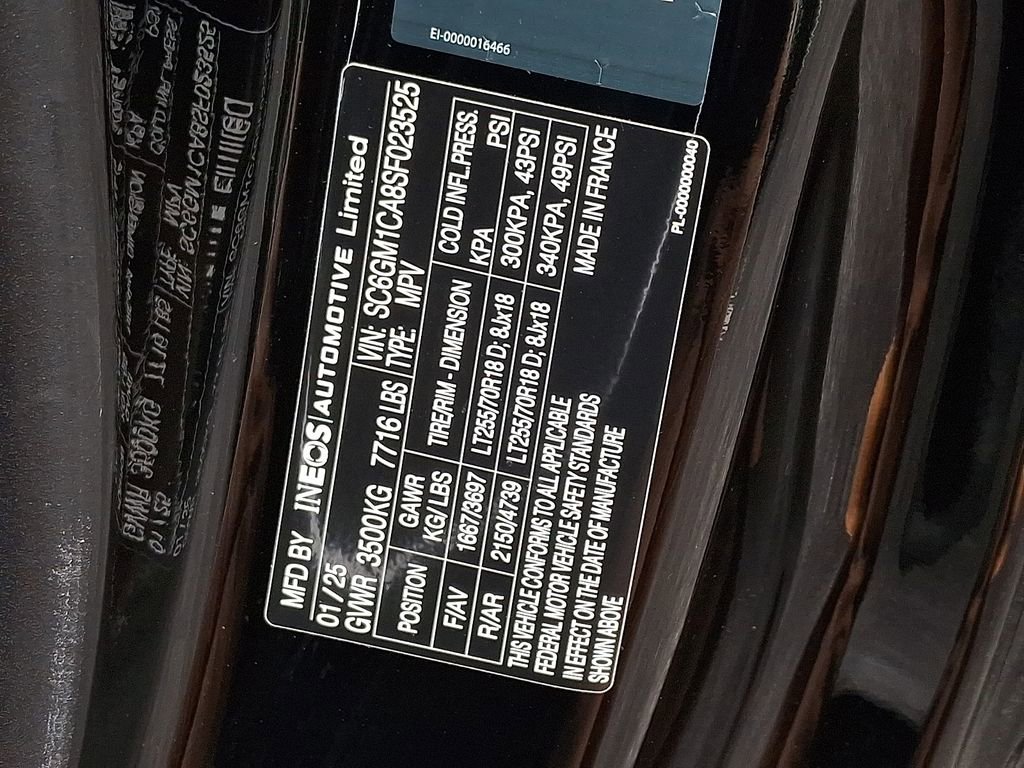 EI-0000016466
MFD BY INEOS AUTOMOTIVE Limited
01/25
GVWR 3500KG 7716 LBS VIN: SC6GM1CA8SF023525
TYPE: MPV
POSITION GAWR KG/LBS TIRE/RIM - DIMENSION COLD INFL.PRESS. KPA PSI
F/AV 1667/3697 LT255/70R18 D; 8Jx18 300KPA, 43PSI
R/AR 2150/4739 LT255/70R18 D; 8Jx18 340KPA, 49PSI
THIS VEHICLE CONFORMS TO ALL APPLICABLE MADE IN FRANCE
FEDERAL MOTOR VEHICLE SAFETY STANDARDS
IN EFFECT ON THE DATE OF MANUFACTURE
SHOWN ABOVE
PL-0000000040